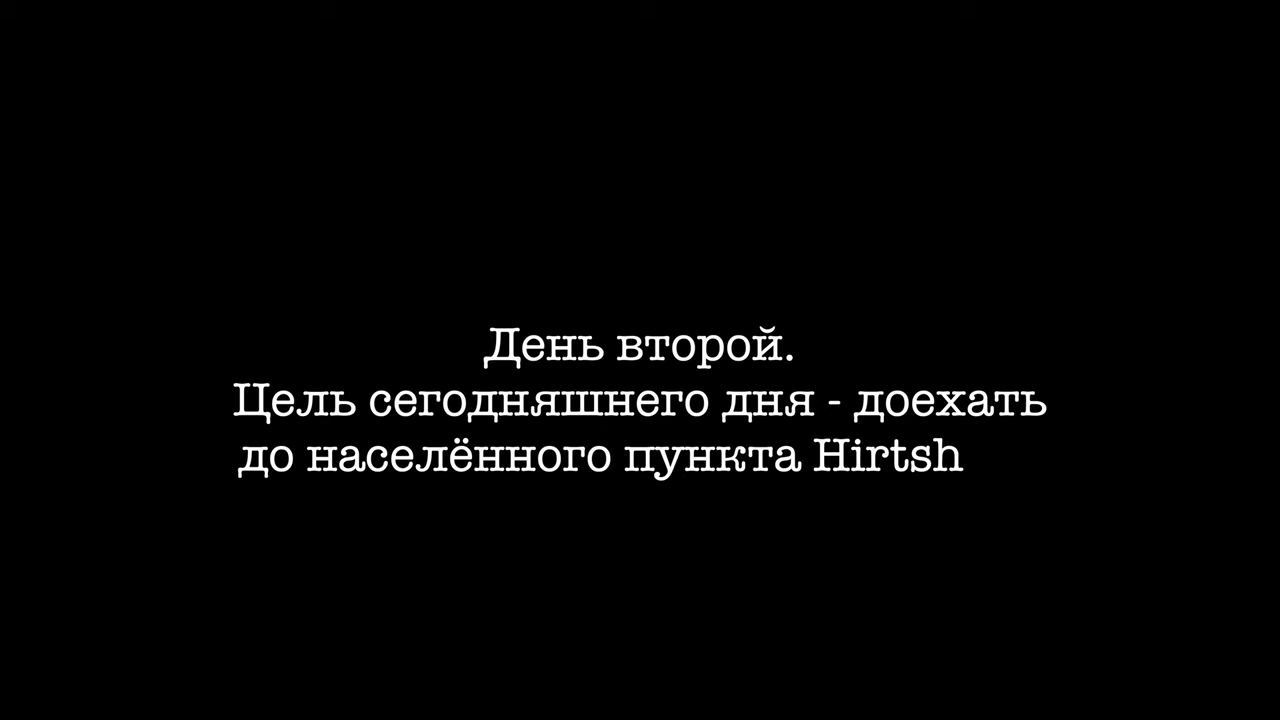 День второй.
Цель сегодняшнего дня - доехать
до населённого пункта Hirtsh